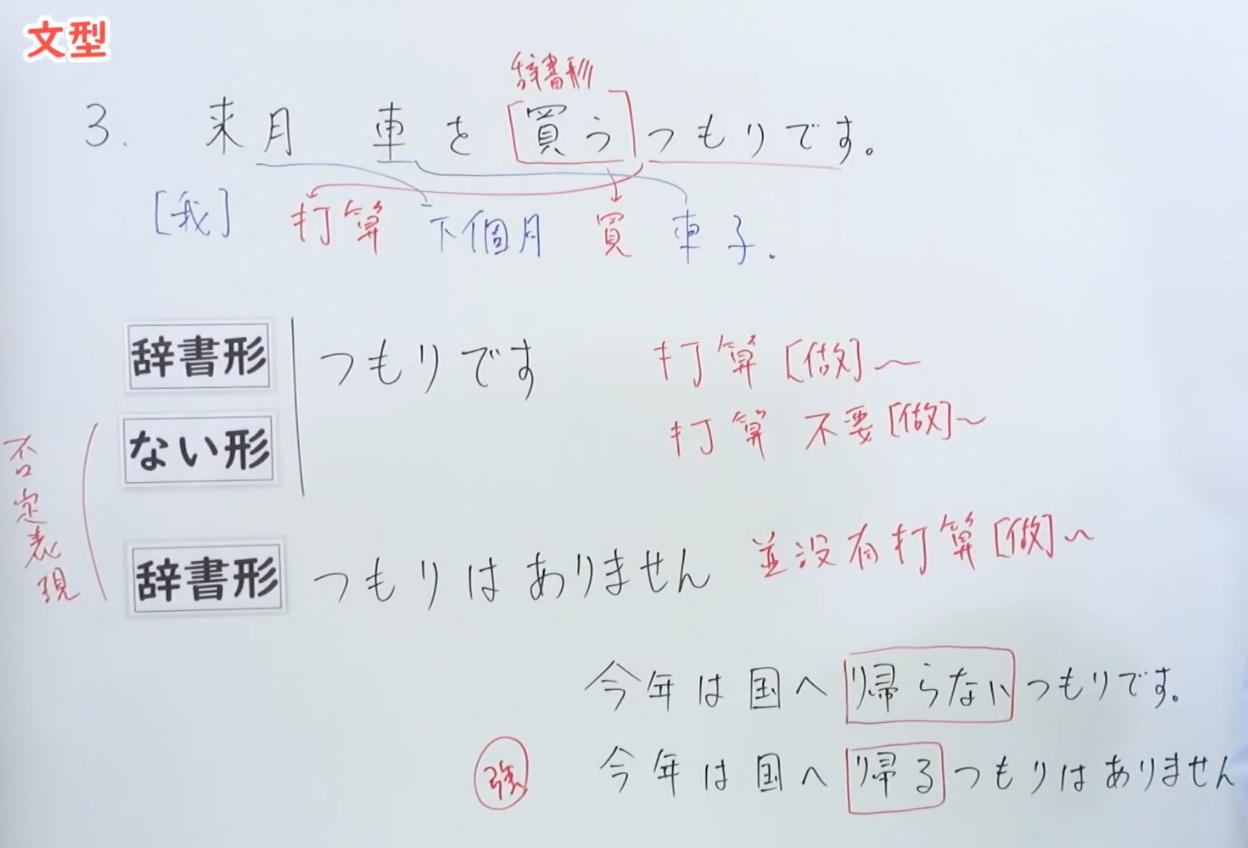 文型
辞書形
3. 来月 車を買うつもりです。
[我] 打算 下個月 買 車子.
辞書形 つもりです 打算[做]~
ない形 打算 不要[做]~
否定表現
辞書形 つもりはありません 並没有打算[做]~
今年は国へ帰らないつもりです。
強 今年は国へ帰るつもりはありません